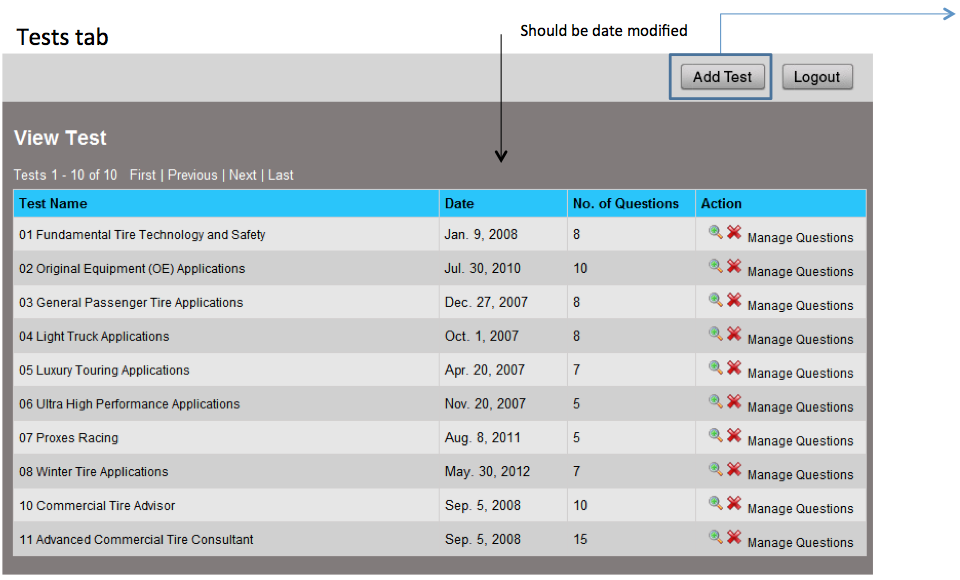 Tests tab
Should be date modified
Add Test Logout
View Test
Tests 1 - 10 of 10 First | Previous | Next | Last
Test Name Date No. of Questions Action
01 Fundamental Tire Technology and Safety Jan. 9, 2008 8 Manage Questions
02 Original Equipment (OE) Applications Jul. 30, 2010 10 Manage Questions
03 General Passenger Tire Applications Dec. 27, 2007 8 Manage Questions
04 Light Truck Applications Oct. 1, 2007 8 Manage Questions
05 Luxury Touring Applications Apr. 20, 2007 7 Manage Questions
06 Ultra High Performance Applications Nov. 20, 2007 5 Manage Questions
07 Proxes Racing Aug. 8, 2011 5 Manage Questions
08 Winter Tire Applications May. 30, 2012 7 Manage Questions
10 Commercial Tire Advisor Sep. 5, 2008 10 Manage Questions
11 Advanced Commercial Tire Consultant Sep. 5, 2008 15 Manage Questions